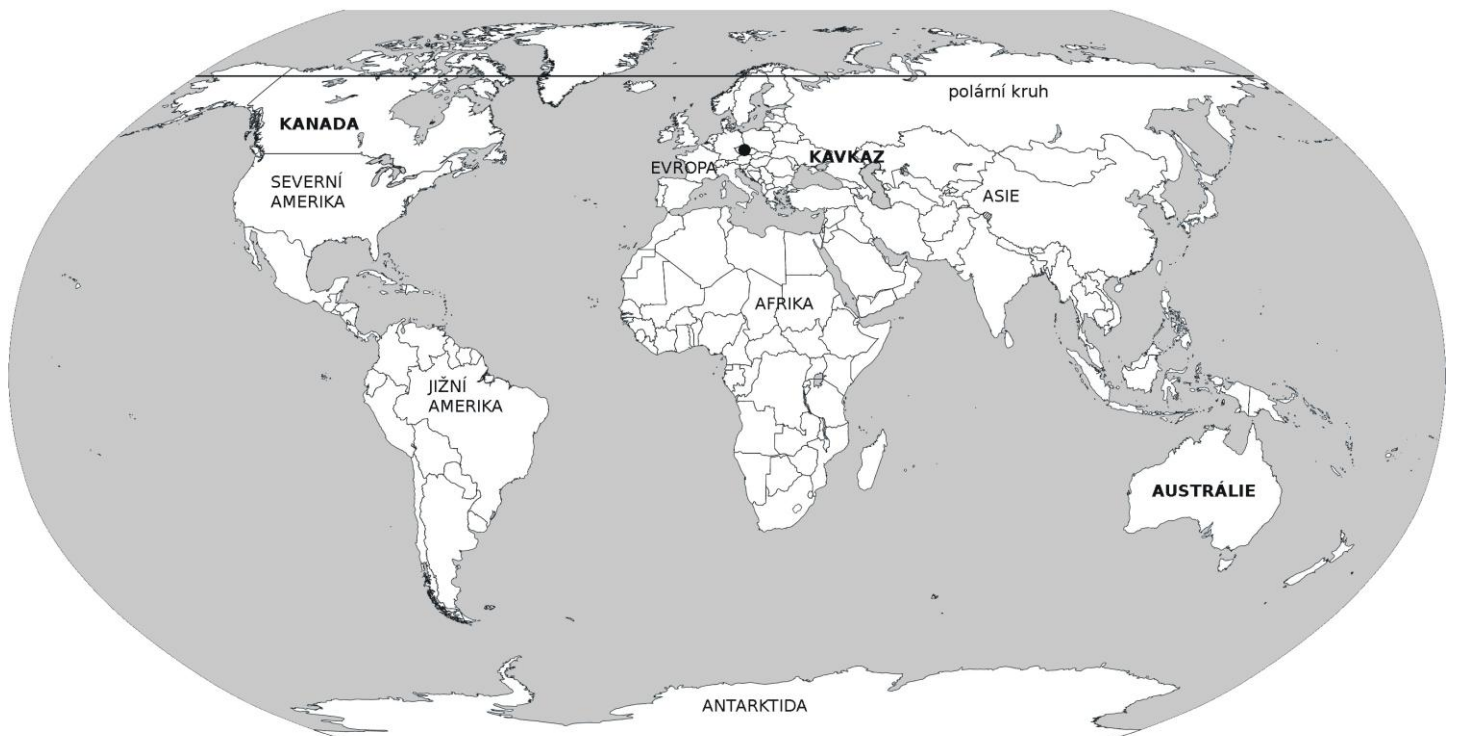 polární kruh
KANADA
EVROPA
KAVKAZ
SEVERNÍ
AMERIKA
ASIE
AFRIKA
JIŽNÍ
AMERIKA
AUSTRÁLIE
ANTARKTIDA